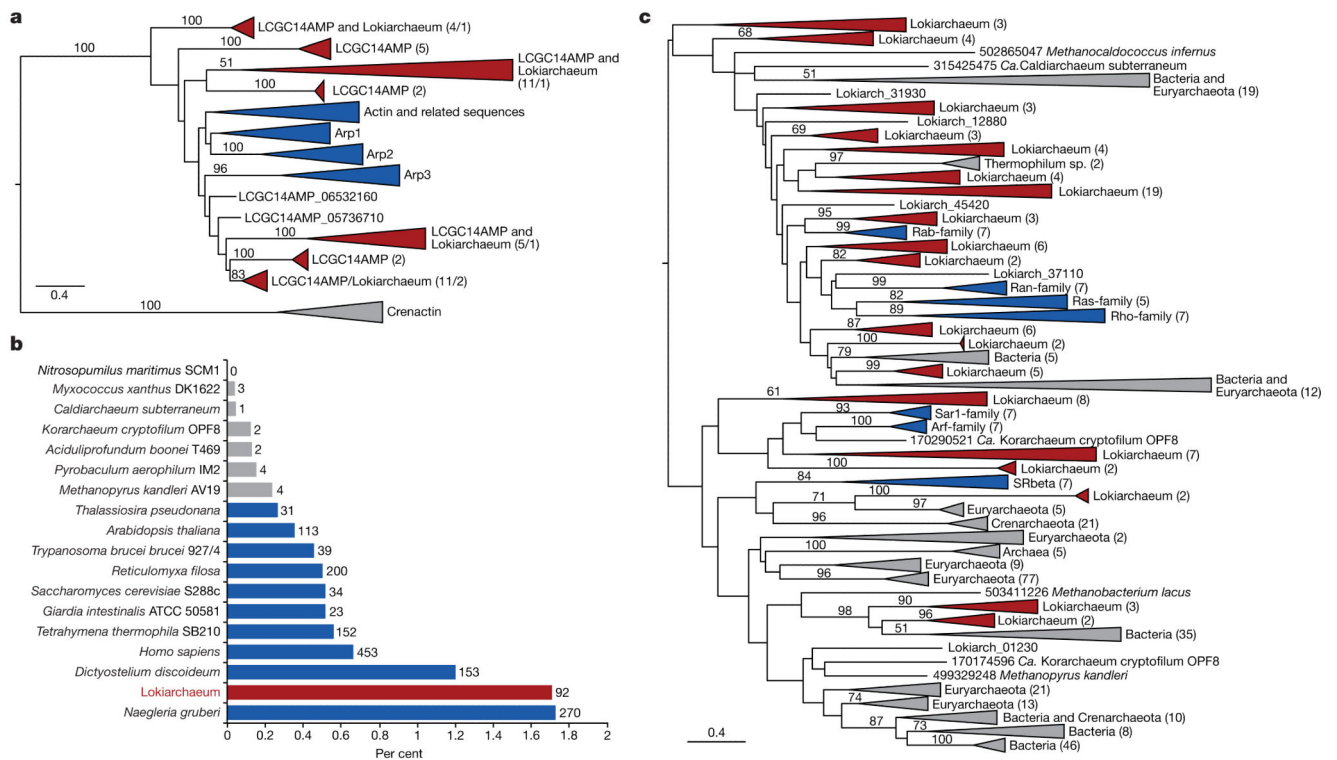 a
100
LCGC14AMP and Lokiarchaeum (4/1)
100
100
LCGC14AMP (5)
51
LCGC14AMP and
Lokiarchaeum
(11/1)
100
LCGC14AMP (2)
Actin and related sequences
Arp1
100
Arp2
96
Arp3
LCGC14AMP_06532160
LCGC14AMP_05736710
100
LCGC14AMP and
Lokiarchaeum (5/1)
100
LCGC14AMP (2)
83
LCGC14AMP/Lokiarchaeum (11/2)
0.4
100
Crenactin
b
Nitrosopumilus maritimus SCM1 0
Myxococcus xanthus DK1622 3
Caldiarchaeum subterraneum 1
Korarchaeum cryptofilum OPF8 2
Aciduliprofundum boonei T469 2
Pyrobaculum aerophilum IM2 4
Methanopyrus kandleri AV19 4
Thalassiosira pseudonana 31
Arabidopsis thaliana 113
Trypanosoma brucei brucei 927/4 39
Reticulomyxa filosa 200
Saccharomyces cerevisiae S288c 34
Giardia intestinalis ATCC 50581 23
Tetrahymena thermophila SB210 152
Homo sapiens 453
Dictyostelium discoideum 153
Lokiarchaeum 92
Naegleria gruberi 270
0 0.2 0.4 0.6 0.8 1 1.2 1.4 1.6 1.8 2
Per cent
c
Lokiarchaeum (3)
68
Lokiarchaeum (4)
502865047 Methanocaldococcus infernus
315425475 Ca.Caldiarchaeum subterraneum
51
Bacteria and
Euryarchaeota (19)
Lokiarch_31930
Lokiarchaeum (3)
Lokiarch_12880
69
Lokiarchaeum (3)
Lokiarchaeum (4)
97
Thermophilum sp. (2)
Lokiarchaeum (4)
Lokiarchaeum (19)
Lokiarch_45420
95
Lokiarchaeum (3)
99
Rab-family (7)
Lokiarchaeum (6)
82
Lokiarchaeum (2)
Lokiarch_37110
99
Ran-family (7)
82
Ras-family (5)
89
Rho-family (7)
87
Lokiarchaeum (6)
100
Lokiarchaeum (2)
79
Bacteria (5)
99
Lokiarchaeum (5)
Bacteria and
Euryarchaeota (12)
61
Lokiarchaeum (8)
93
Sar1-family (7)
100
Arf-family (7)
170290521 Ca. Korarchaeum cryptofilum OPF8
Lokiarchaeum (7)
100
Lokiarchaeum (2)
84
SRbeta (7)
100
Lokiarchaeum (2)
71
97
Euryarchaeota (5)
96
Crenarchaeota (21)
Euryarchaeota (2)
100
Archaea (5)
Euryarchaeota (9)
96
Euryarchaeota (77)
503411226 Methanobacterium lacus
90
Lokiarchaeum (3)
98
96
Lokiarchaeum (2)
51
Bacteria (35)
Lokiarch_01230
170174596 Ca. Korarchaeum cryptofilum OPF8
499329248 Methanopyrus kandleri
Euryarchaeota (21)
74
Euryarchaeota (13)
87
Bacteria and Crenarchaeota (10)
73
Bacteria (8)
100
Bacteria (46)
0.4